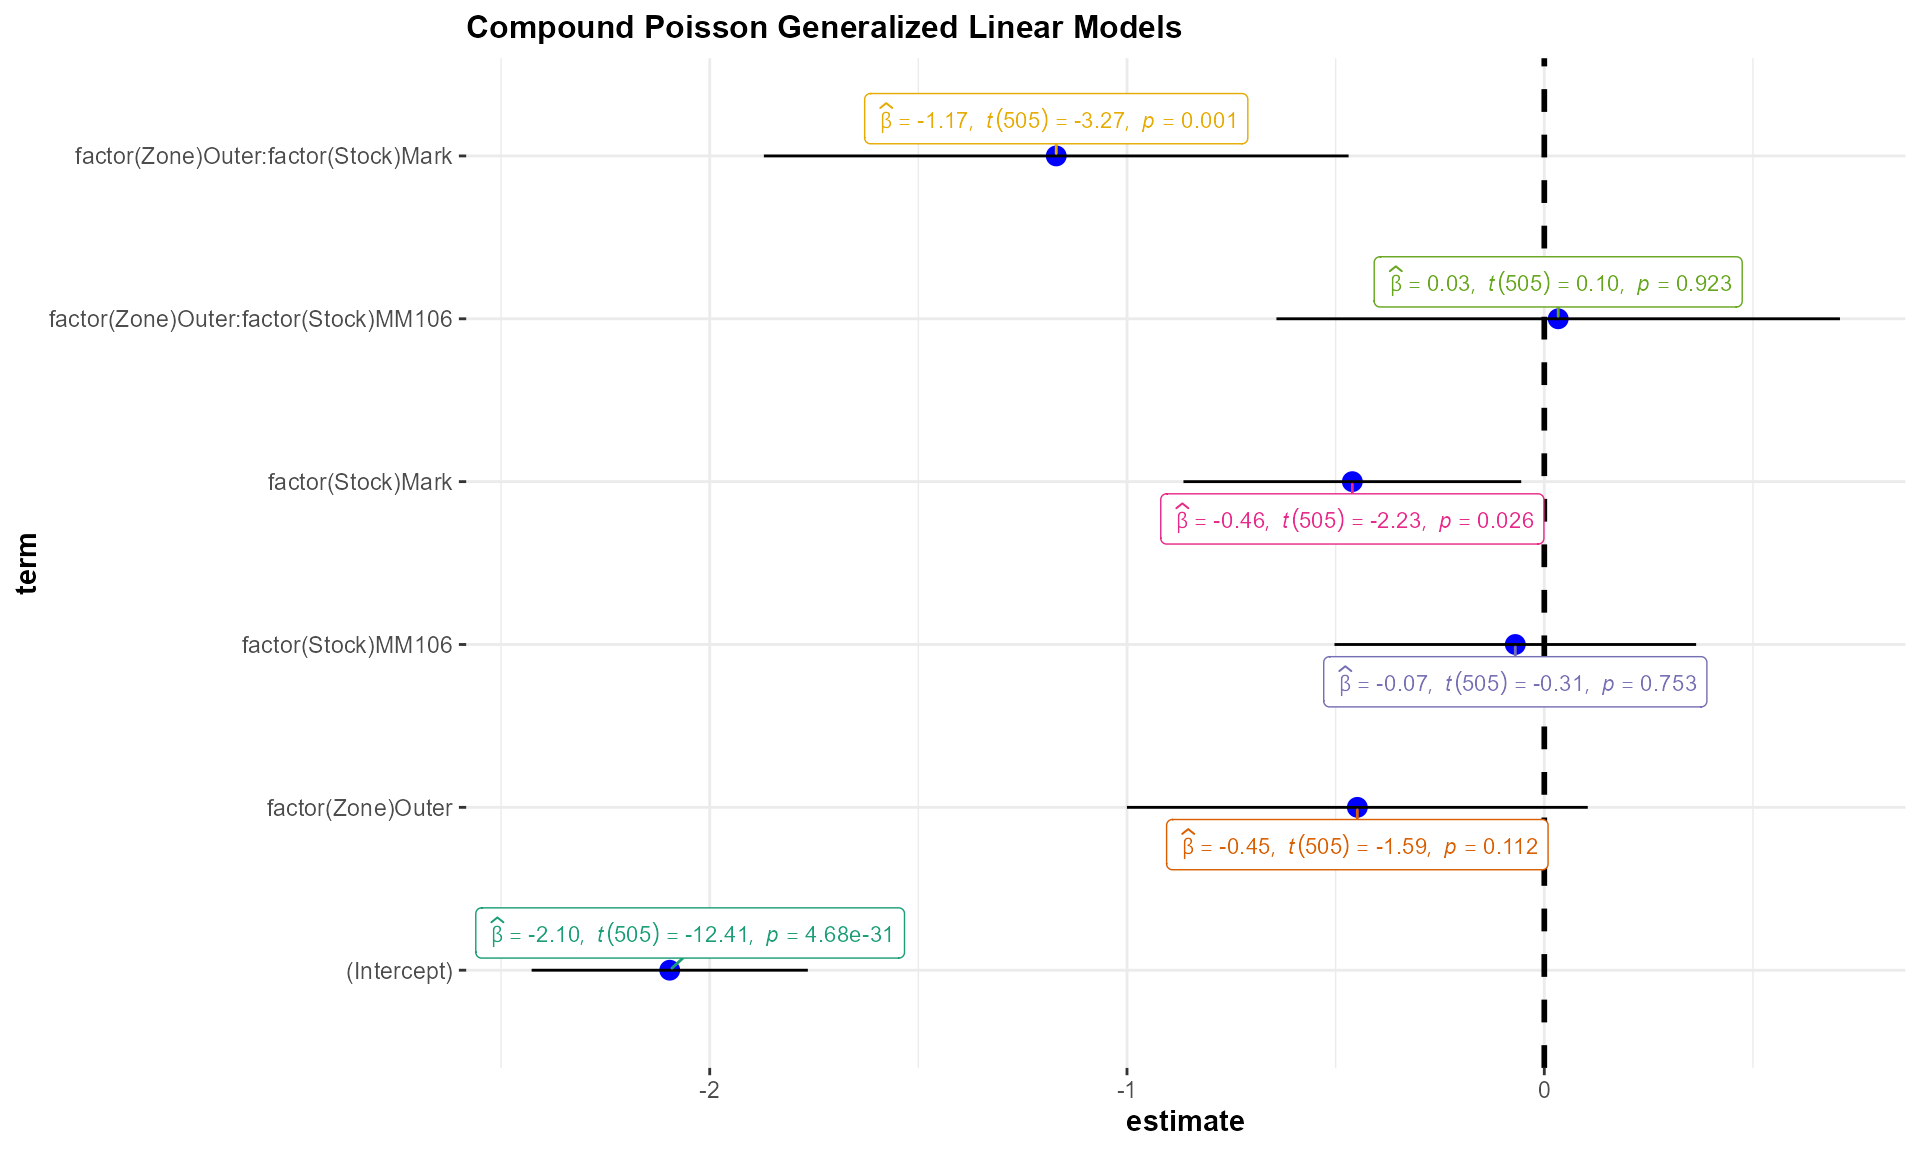 Compound Poisson Generalized Linear Models
β̂ = -1.17, t(505) = -3.27, p = 0.001
factor(Zone)Outer:factor(Stock)Mark
β̂ = 0.03, t(505) = 0.10, p = 0.923
factor(Zone)Outer:factor(Stock)MM106
factor(Stock)Mark
β̂ = -0.46, t(505) = -2.23, p = 0.026
term
factor(Stock)MM106
β̂ = -0.07, t(505) = -0.31, p = 0.753
factor(Zone)Outer
β̂ = -0.45, t(505) = -1.59, p = 0.112
β̂ = -2.10, t(505) = -12.41, p = 4.68e-31
(Intercept)
-2 -1 0
estimate